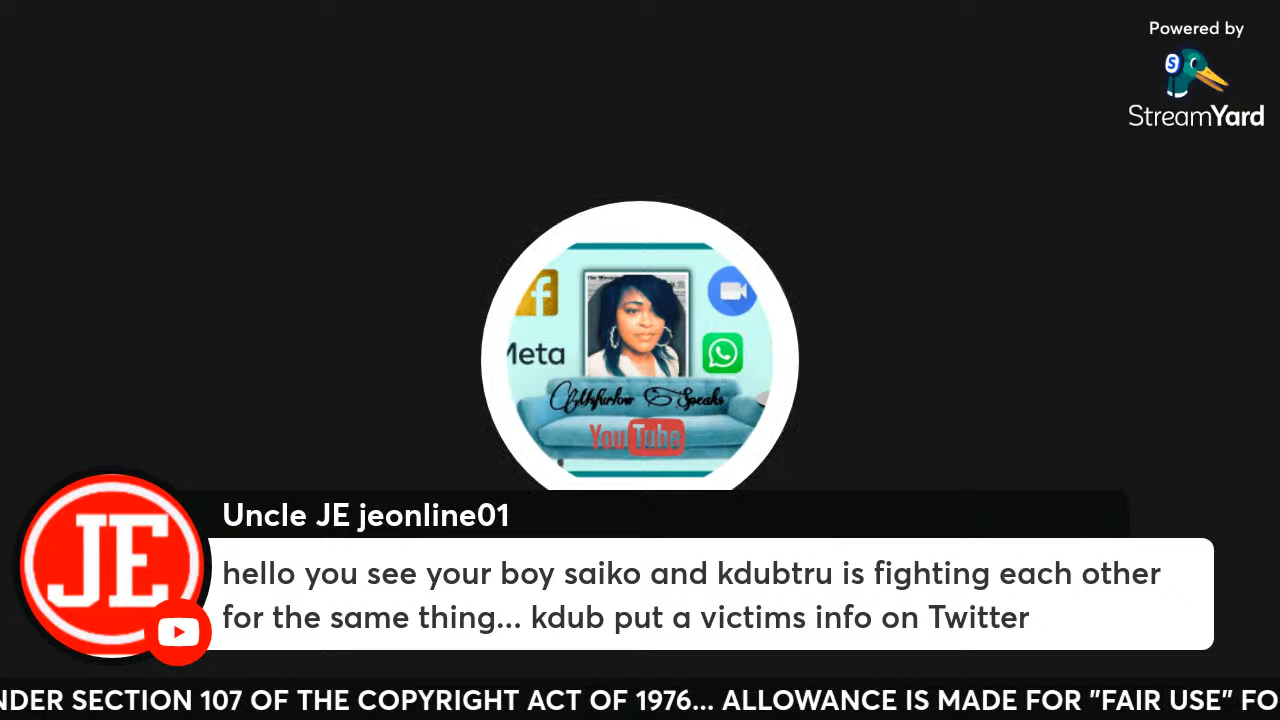 Powered by
S
StreamYard
f
Meta
Speaks
YouTube
JE
Uncle JE jeonline01
hello you see your boy saiko and kdubtru is fighting each other
for the same thing... kdub put a victims info on Twitter
NDER SECTION 107 OF THE COPYRIGHT ACT OF 1976... ALLOWANCE IS MADE FOR "FAIR USE" FO